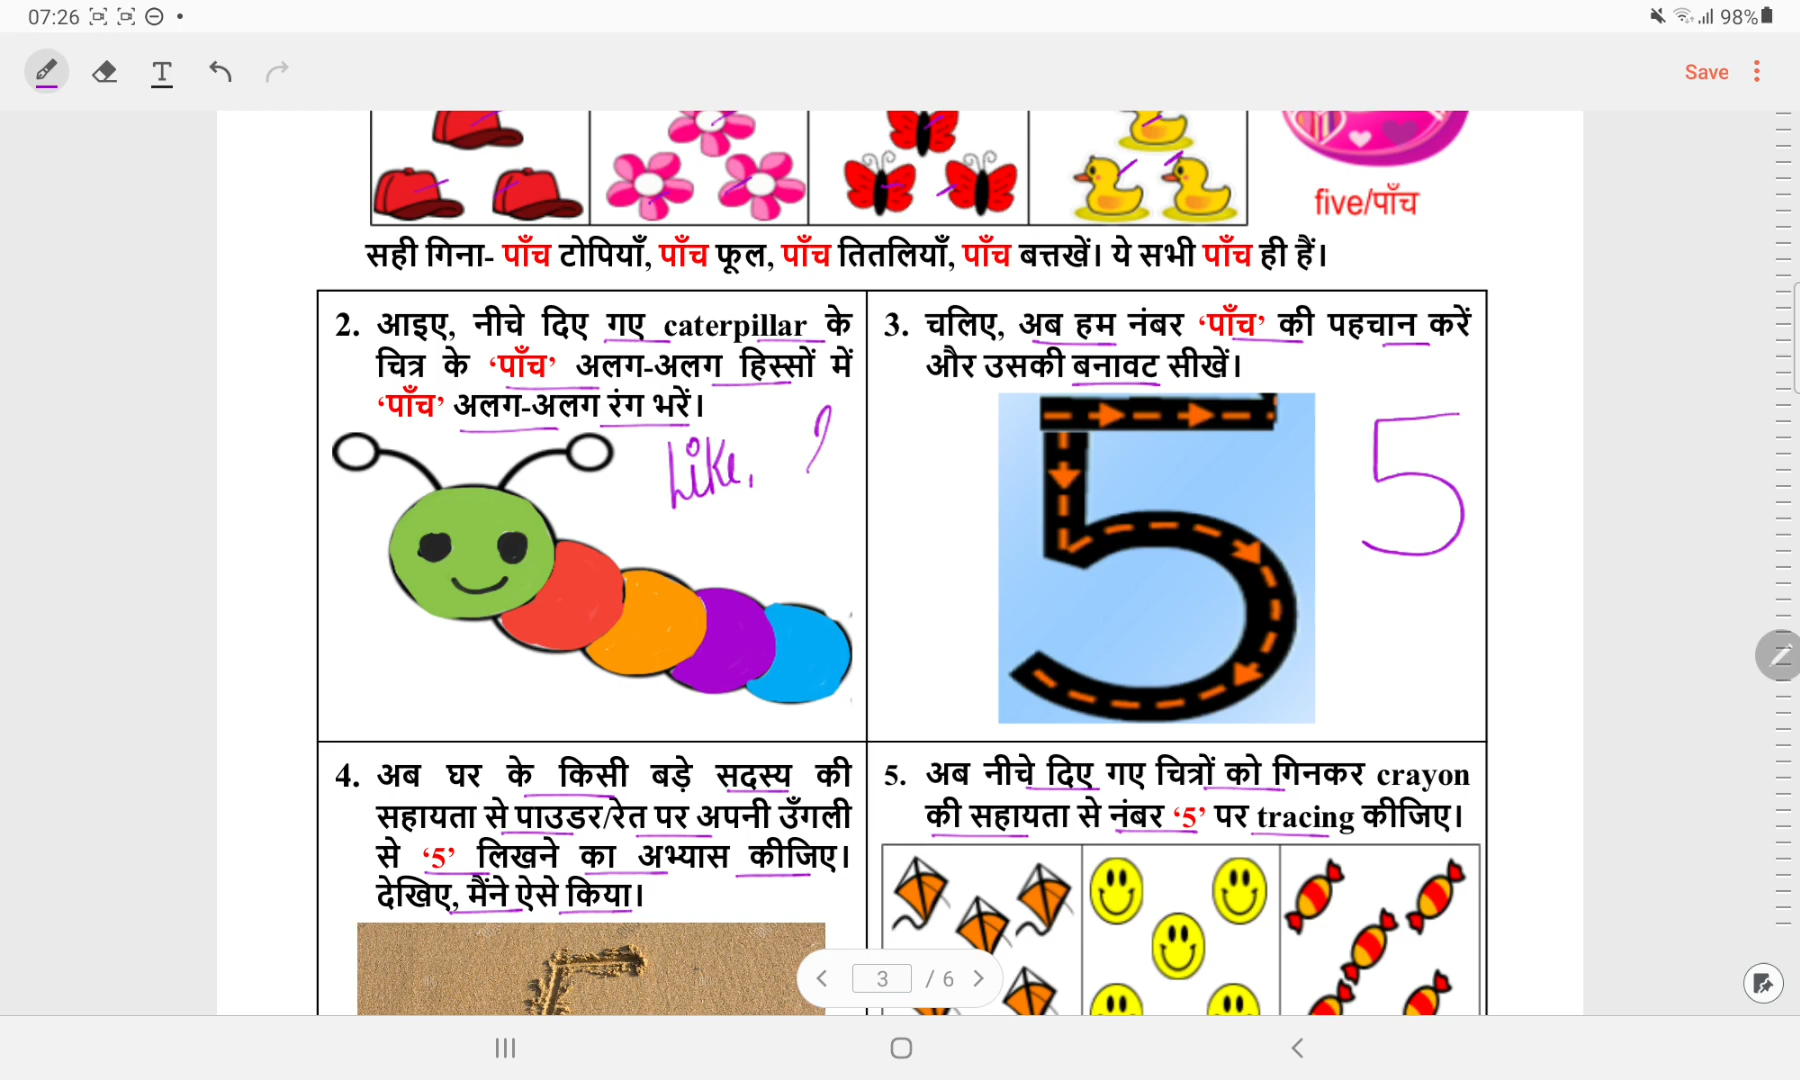 07:26
98%
T
Save
five/पाँच
सही गिना- पाँच टोपियाँ, पाँच फूल, पाँच तितलियाँ, पाँच बत्तखें। ये सभी पाँच ही हैं।
2. आइए, नीचे दिए गए caterpillar के
चित्र के ‘पाँच’ अलग-अलग हिस्सों में
‘पाँच’ अलग-अलग रंग भरें।
Like. ?
3. चलिए, अब हम नंबर ‘पाँच’ की पहचान करें
और उसकी बनावट सीखें।
5
5
4. अब घर के किसी बड़े सदस्य की
सहायता से पाउडर/रेत पर अपनी उँगली
से ‘5’ लिखने का अभ्यास कीजिए।
देखिए, मैंने ऐसे किया।
5. अब नीचे दिए गए चित्रों को गिनकर crayon
की सहायता से नंबर ‘5’ पर tracing कीजिए।
3 / 6